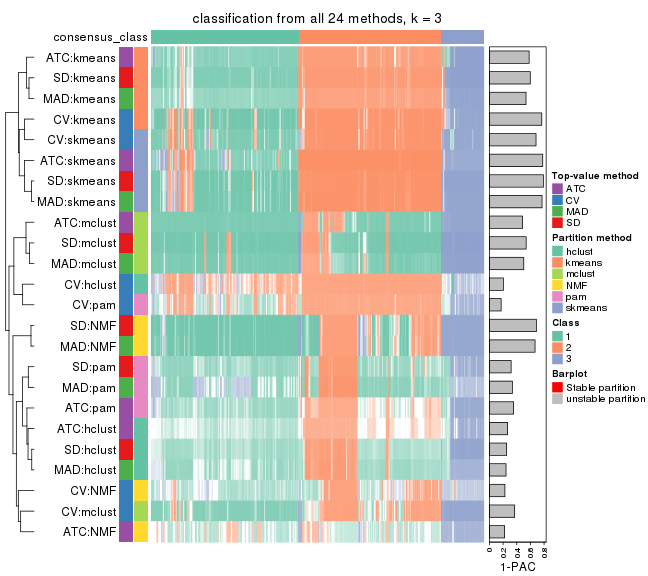 classification from all 24 methods, k = 3
consensus_class
ATC:kmeans
SD:kmeans
MAD:kmeans
CV:kmeans
CV:skmeans
ATC:skmeans
SD:skmeans
MAD:skmeans
ATC:mclust
SD:mclust
MAD:mclust
CV:hclust
CV:pam
SD:NMF
MAD:NMF
SD:pam
MAD:pam
ATC:pam
ATC:hclust
SD:hclust
MAD:hclust
CV:NMF
CV:mclust
ATC:NMF
0 0.2 0.4 0.6 0.8
1-PAC
Top-value method
ATC
CV
MAD
SD
Partition method
hclust
kmeans
mclust
NMF
pam
skmeans
Class
1
2
3
Barplot
Stable partition
unstable partition